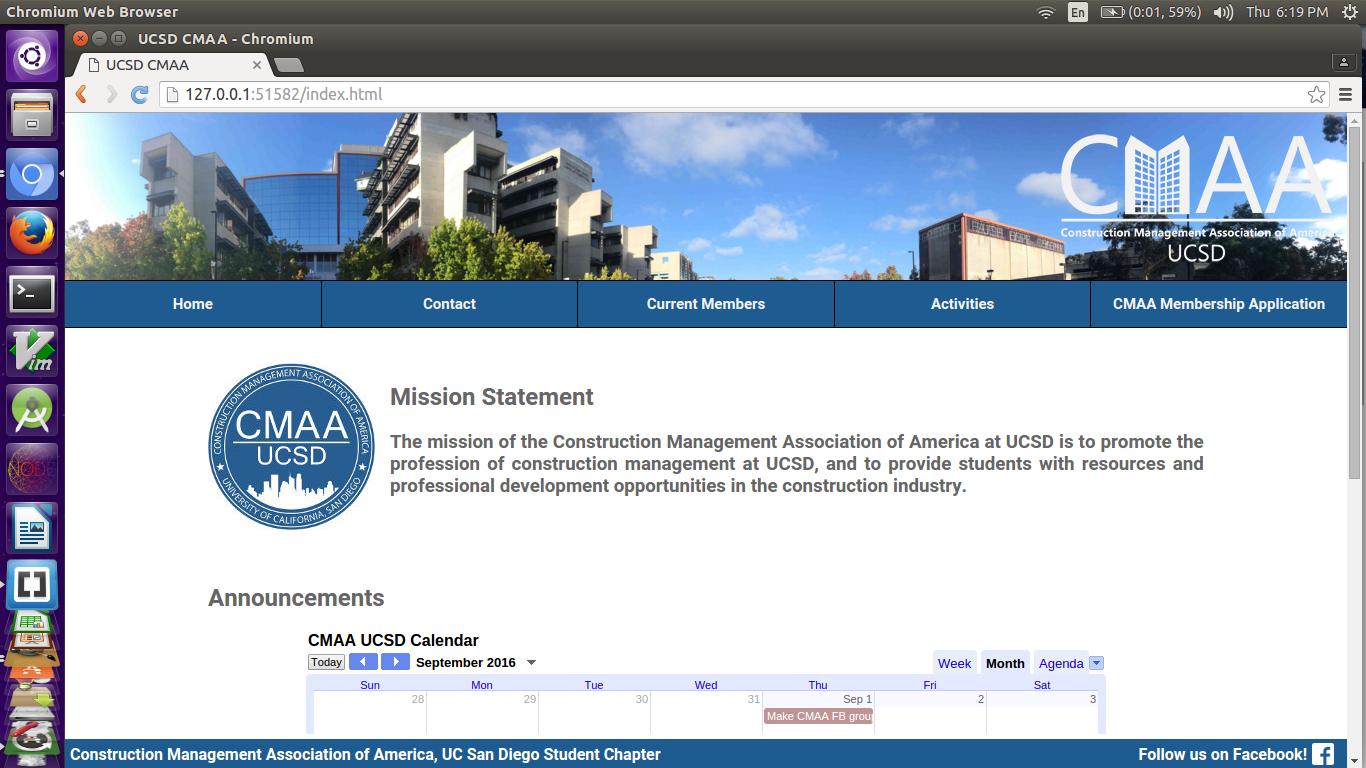 Chromium Web Browser
En
(0:01, 59%)
Thu 6:19 PM
UCSD CMAA - Chromium
UCSD CMAA
127.0.0.1:51582/index.html
CMAA
Construction Management Association of America
UCSD
Home
Contact
Current Members
Activities
CMAA Membership Application
CONSTRUCTION MANAGEMENT ASSOCIATION OF AMERICA
CMAA
UCSD
UNIVERSITY OF CALIFORNIA, SAN DIEGO
Mission Statement
The mission of the Construction Management Association of America at UCSD is to promote the
profession of construction management at UCSD, and to provide students with resources and
professional development opportunities in the construction industry.
Announcements
CMAA UCSD Calendar
Today
September 2016
Week
Month
Agenda
Sun Mon Tue Wed Thu Fri Sat
28 29 30 31 Sep 1 2 3
Make CMAA FB group
Construction Management Association of America, UC San Diego Student Chapter
Follow us on Facebook!